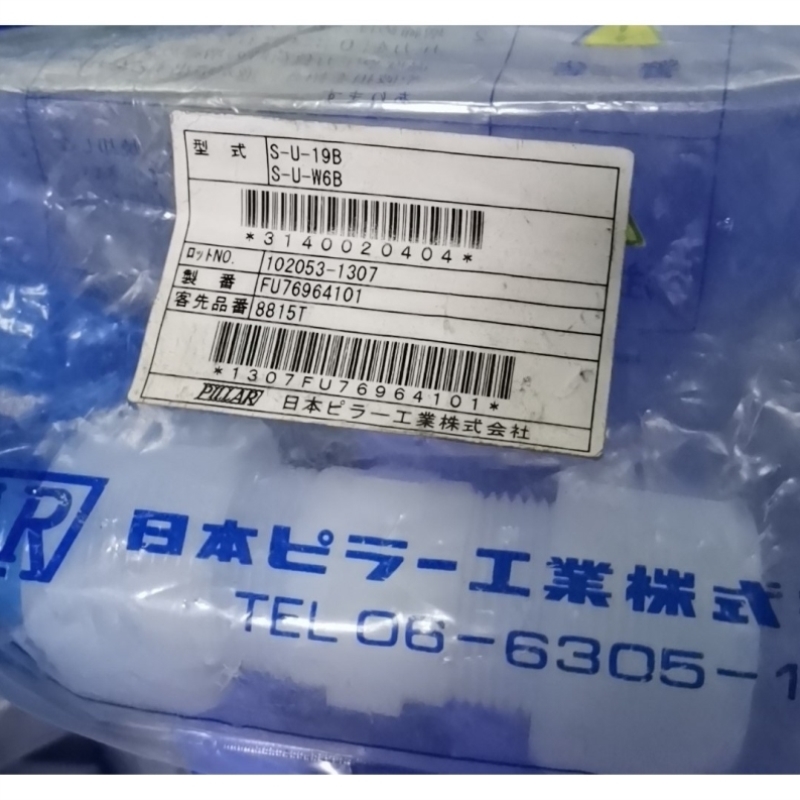 型式 S-U-19B
S-U-W6B
*3140020404*
ロットNO. 102053-1307
製番 FU76964101
客先品番 8815T
*1307FU76964101*
PILLAR 日本ピラー工業株式会社
日本ピラー工業株式
TEL 06-6305-1